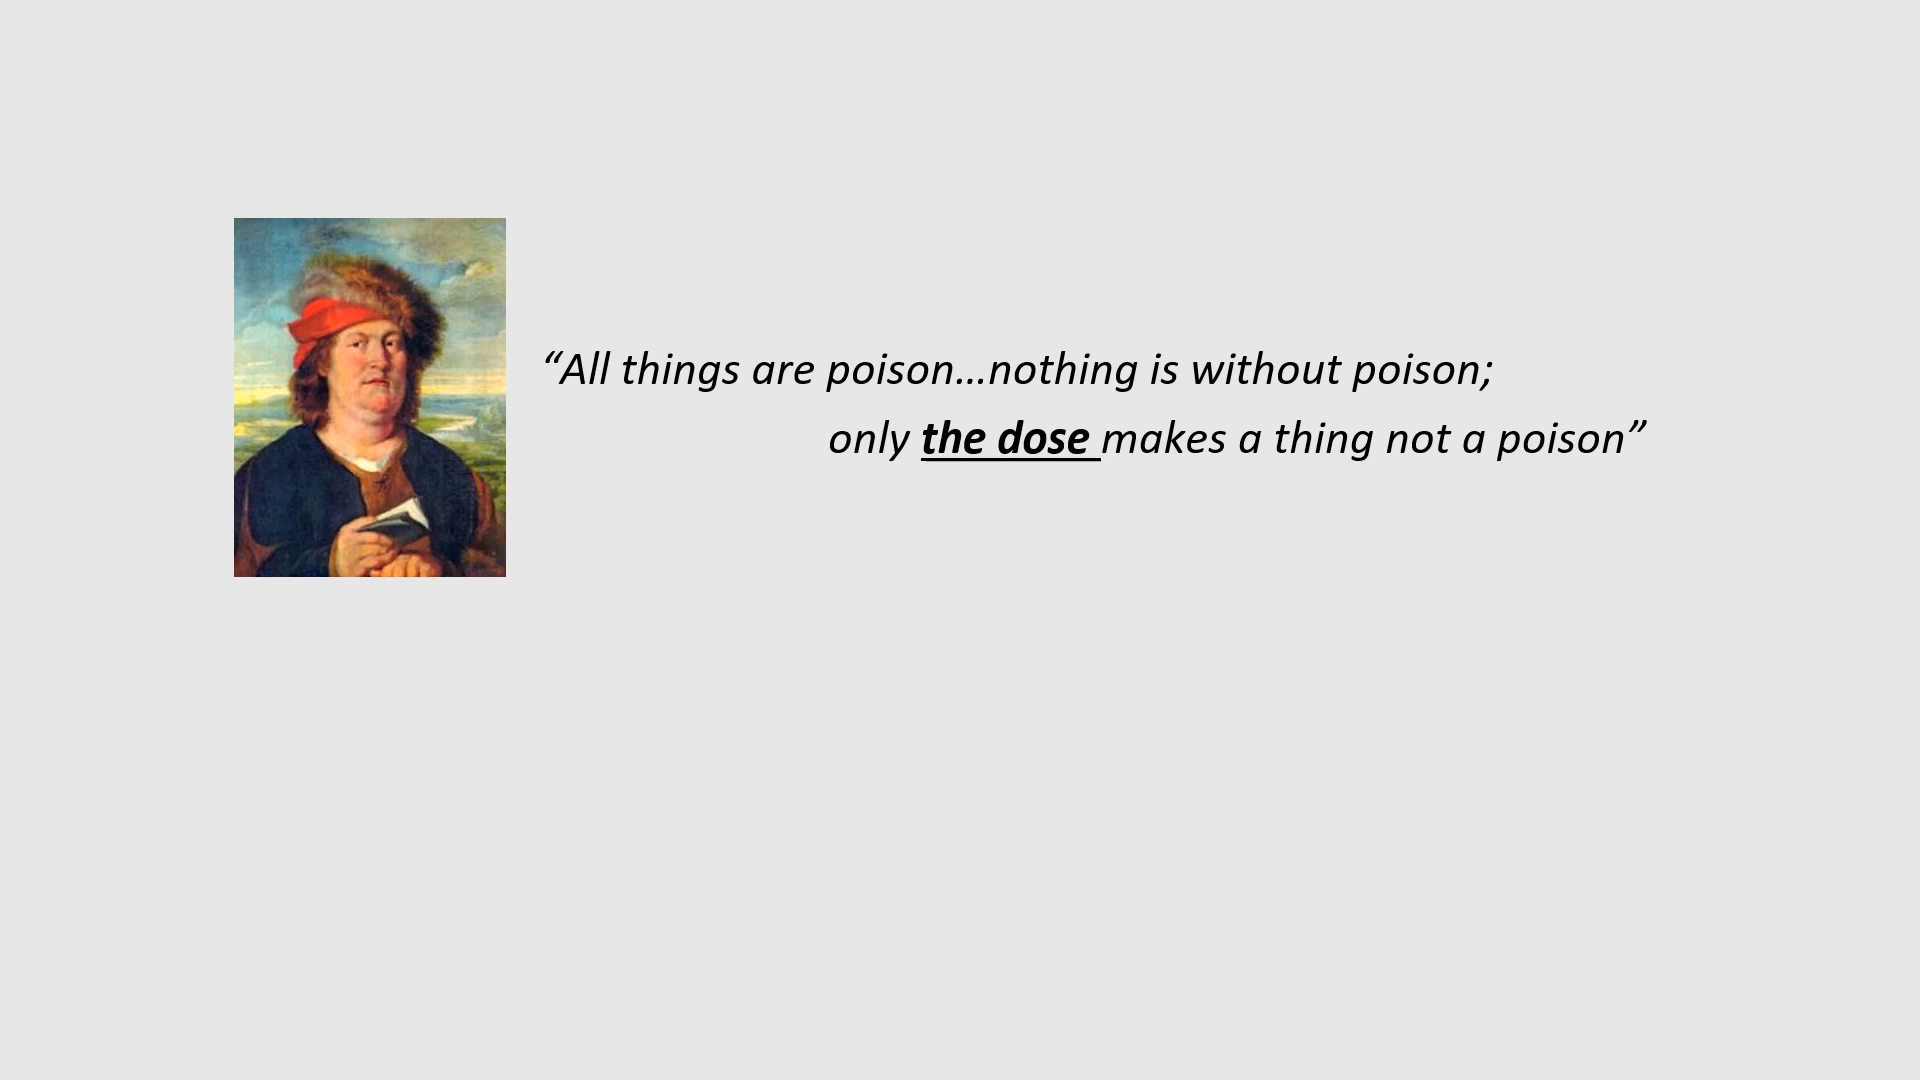 “All things are poison…nothing is without poison;
only the dose makes a thing not a poison”